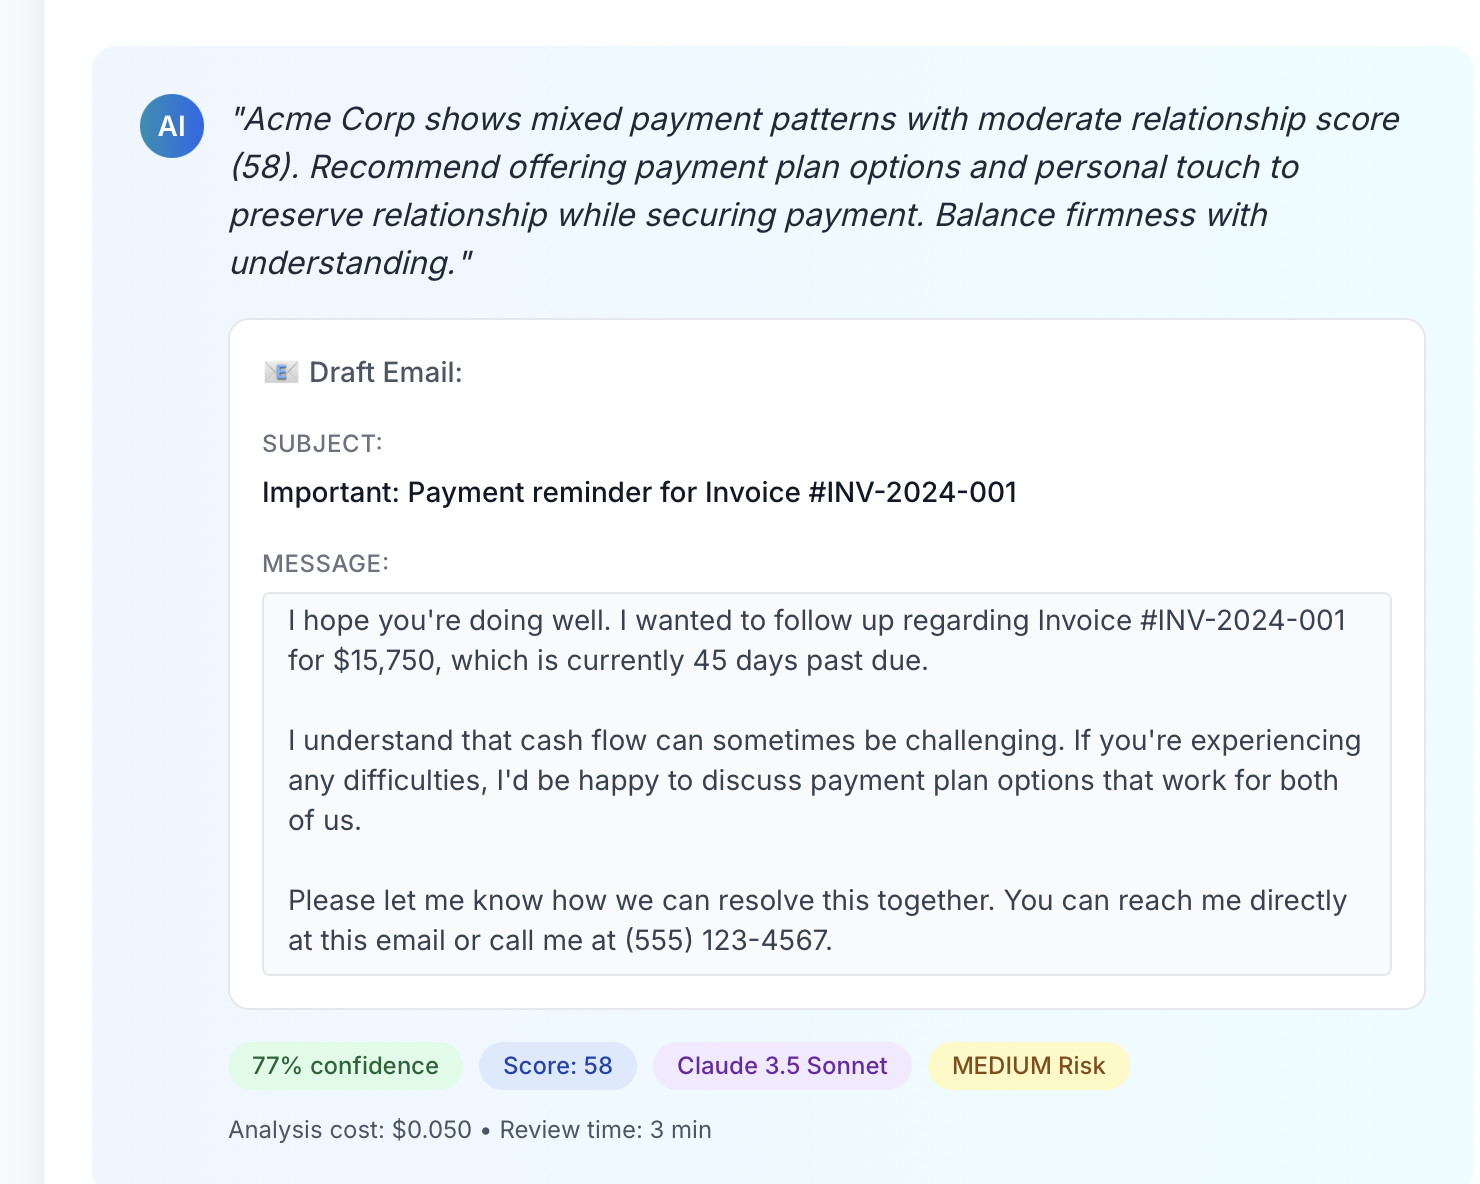 AI
"Acme Corp shows mixed payment patterns with moderate relationship score
(58). Recommend offering payment plan options and personal touch to
preserve relationship while securing payment. Balance firmness with
understanding."
📧 Draft Email:
SUBJECT:
Important: Payment reminder for Invoice #INV-2024-001
MESSAGE:
I hope you're doing well. I wanted to follow up regarding Invoice #INV-2024-001
for $15,750, which is currently 45 days past due.
I understand that cash flow can sometimes be challenging. If you're experiencing
any difficulties, I'd be happy to discuss payment plan options that work for both
of us.
Please let me know how we can resolve this together. You can reach me directly
at this email or call me at (555) 123-4567.
77% confidence
Score: 58
Claude 3.5 Sonnet
MEDIUM Risk
Analysis cost: $0.050 • Review time: 3 min